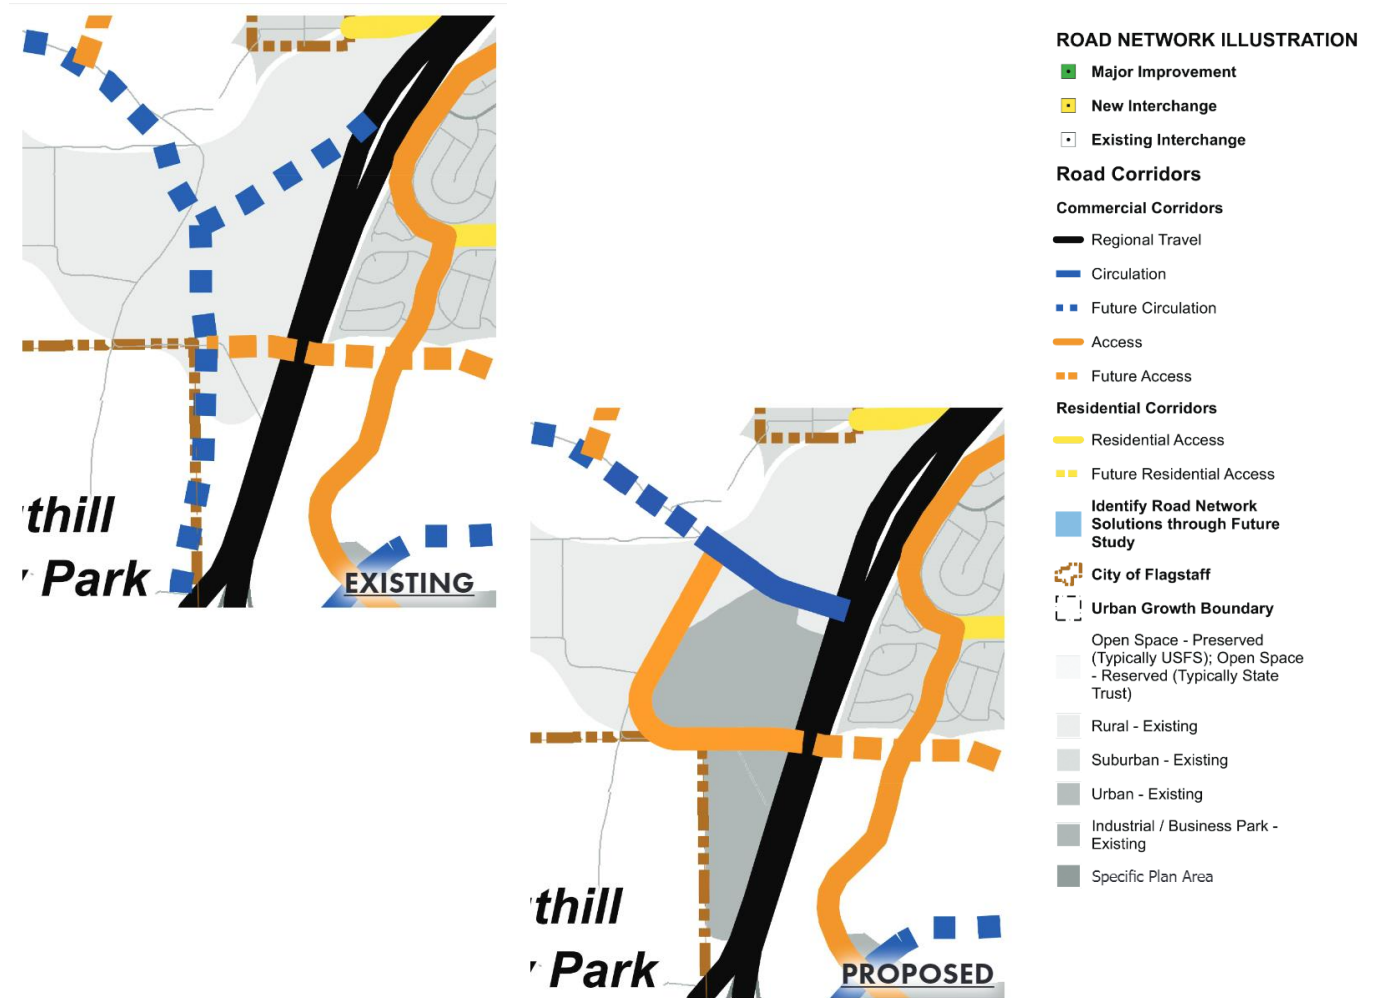 thill
Park
EXISTING
thill
Park
PROPOSED
ROAD NETWORK ILLUSTRATION
Major Improvement
New Interchange
Existing Interchange
Road Corridors
Commercial Corridors
Regional Travel
Circulation
Future Circulation
Access
Future Access
Residential Corridors
Residential Access
Future Residential Access
Identify Road Network
Solutions through Future
Study
City of Flagstaff
Urban Growth Boundary
Open Space - Preserved
(Typically USFS); Open Space
- Reserved (Typically State
Trust)
Rural - Existing
Suburban - Existing
Urban - Existing
Industrial / Business Park -
Existing
Specific Plan Area